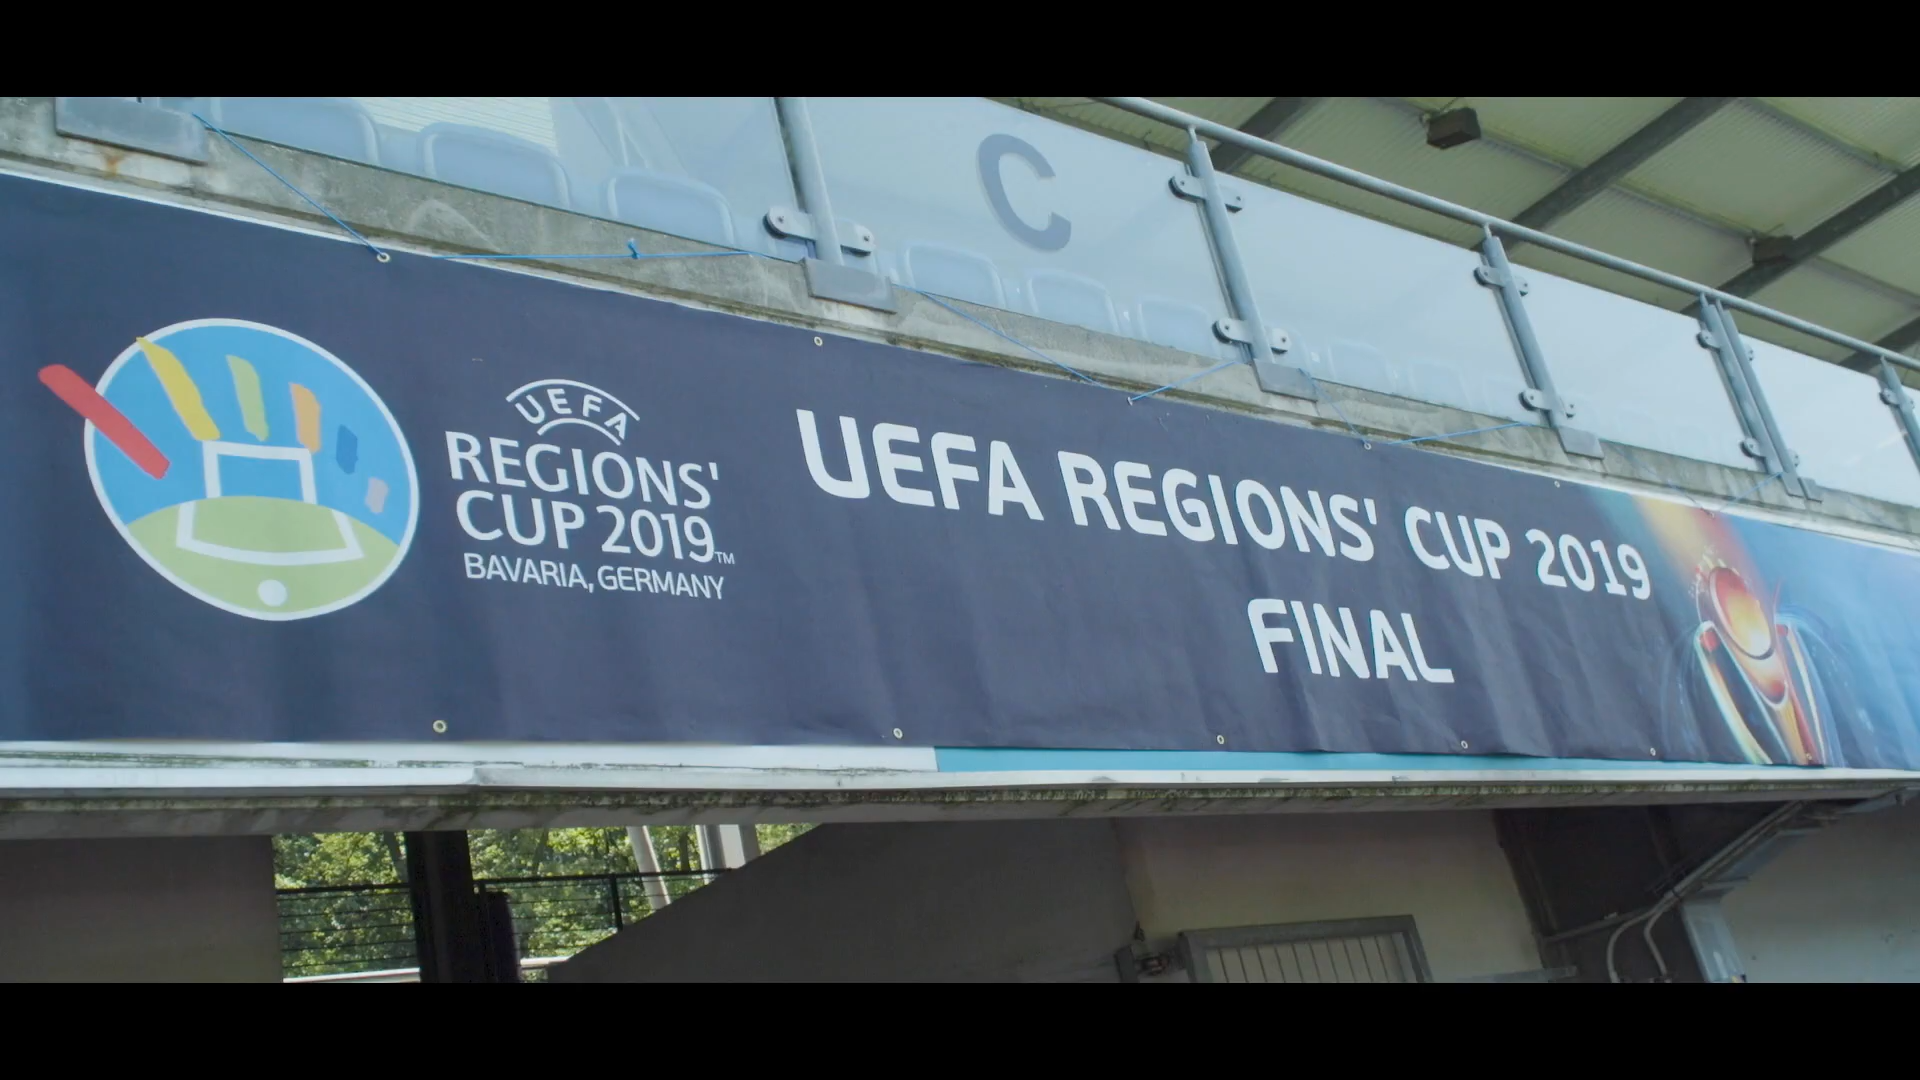 C
UEFA
REGIONS'
CUP 2019™
BAVARIA, GERMANY
UEFA REGIONS' CUP 2019
FINAL